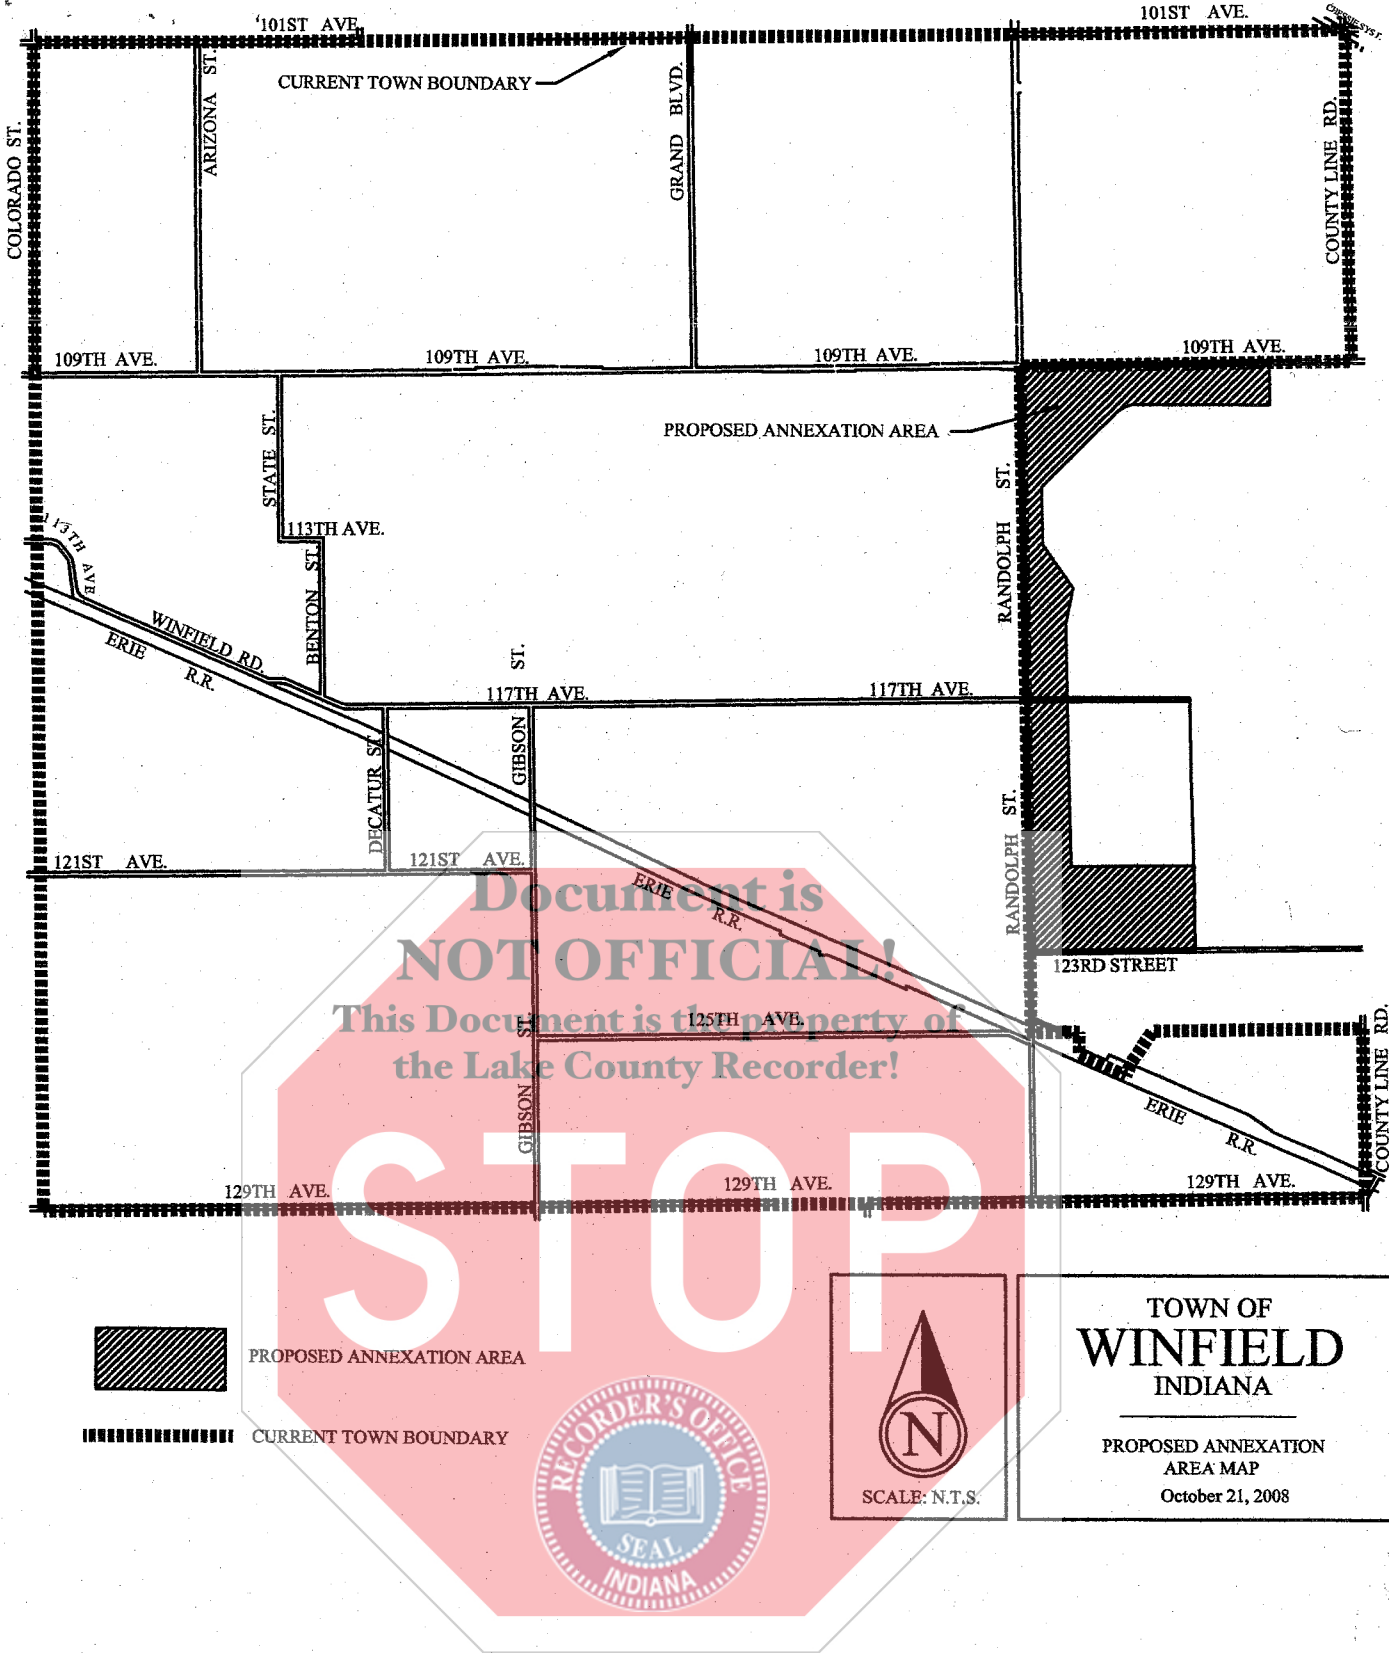 101ST AVE.
101ST AVE.
CURRENT TOWN BOUNDARY
COLORADO ST.
ARIZONA ST.
GRAND BLVD.
COUNTY LINE RD.
109TH AVE.
109TH AVE.
109TH AVE.
109TH AVE.
PROPOSED ANNEXATION AREA
STATE ST.
RANDOLPH ST.
113TH AVE.
113TH AVE
BENTON ST.
WINFIELD RD.
ERIE R.R.
117TH AVE.
117TH AVE.
GIBSON ST.
DECATUR ST.
RANDOLPH ST.
121ST AVE.
121ST AVE.
ERIE R.R.
Document is
NOT OFFICIAL!
This Document is the property of
the Lake County Recorder!
123RD STREET
125TH AVE.
GIBSON ST.
COUNTY LINE RD.
ERIE R.R.
STOP
129TH AVE.
129TH AVE.
129TH AVE.
PROPOSED ANNEXATION AREA
CURRENT TOWN BOUNDARY
RECORDER'S OFFICE
SEAL
INDIANA
N
SCALE: N.T.S.
TOWN OF
WINFIELD
INDIANA
PROPOSED ANNEXATION
AREA MAP
October 21, 2008